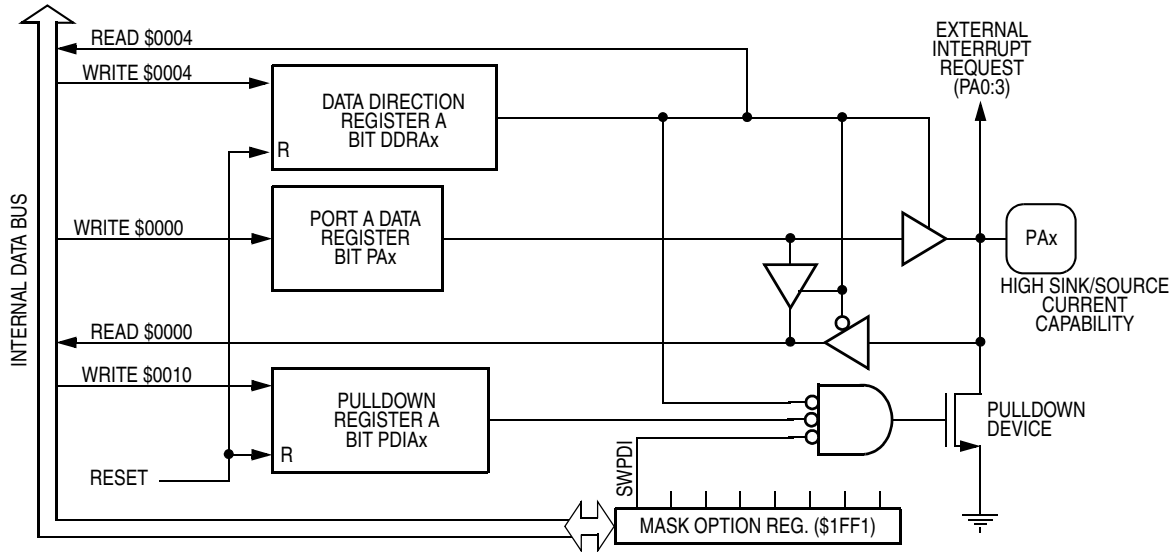 READ $0004
WRITE $0004
DATA DIRECTION
REGISTER A
BIT DDRAx
R
EXTERNAL
INTERRUPT
REQUEST
(PA0:3)
INTERNAL DATA BUS
WRITE $0000
PORT A DATA
REGISTER
BIT PAx
PAx
HIGH SINK/SOURCE
CURRENT
CAPABILITY
READ $0000
WRITE $0010
PULLDOWN
REGISTER A
BIT PDIAx
R
RESET
PULLDOWN
DEVICE
SWPDI
MASK OPTION REG. ($1FF1)